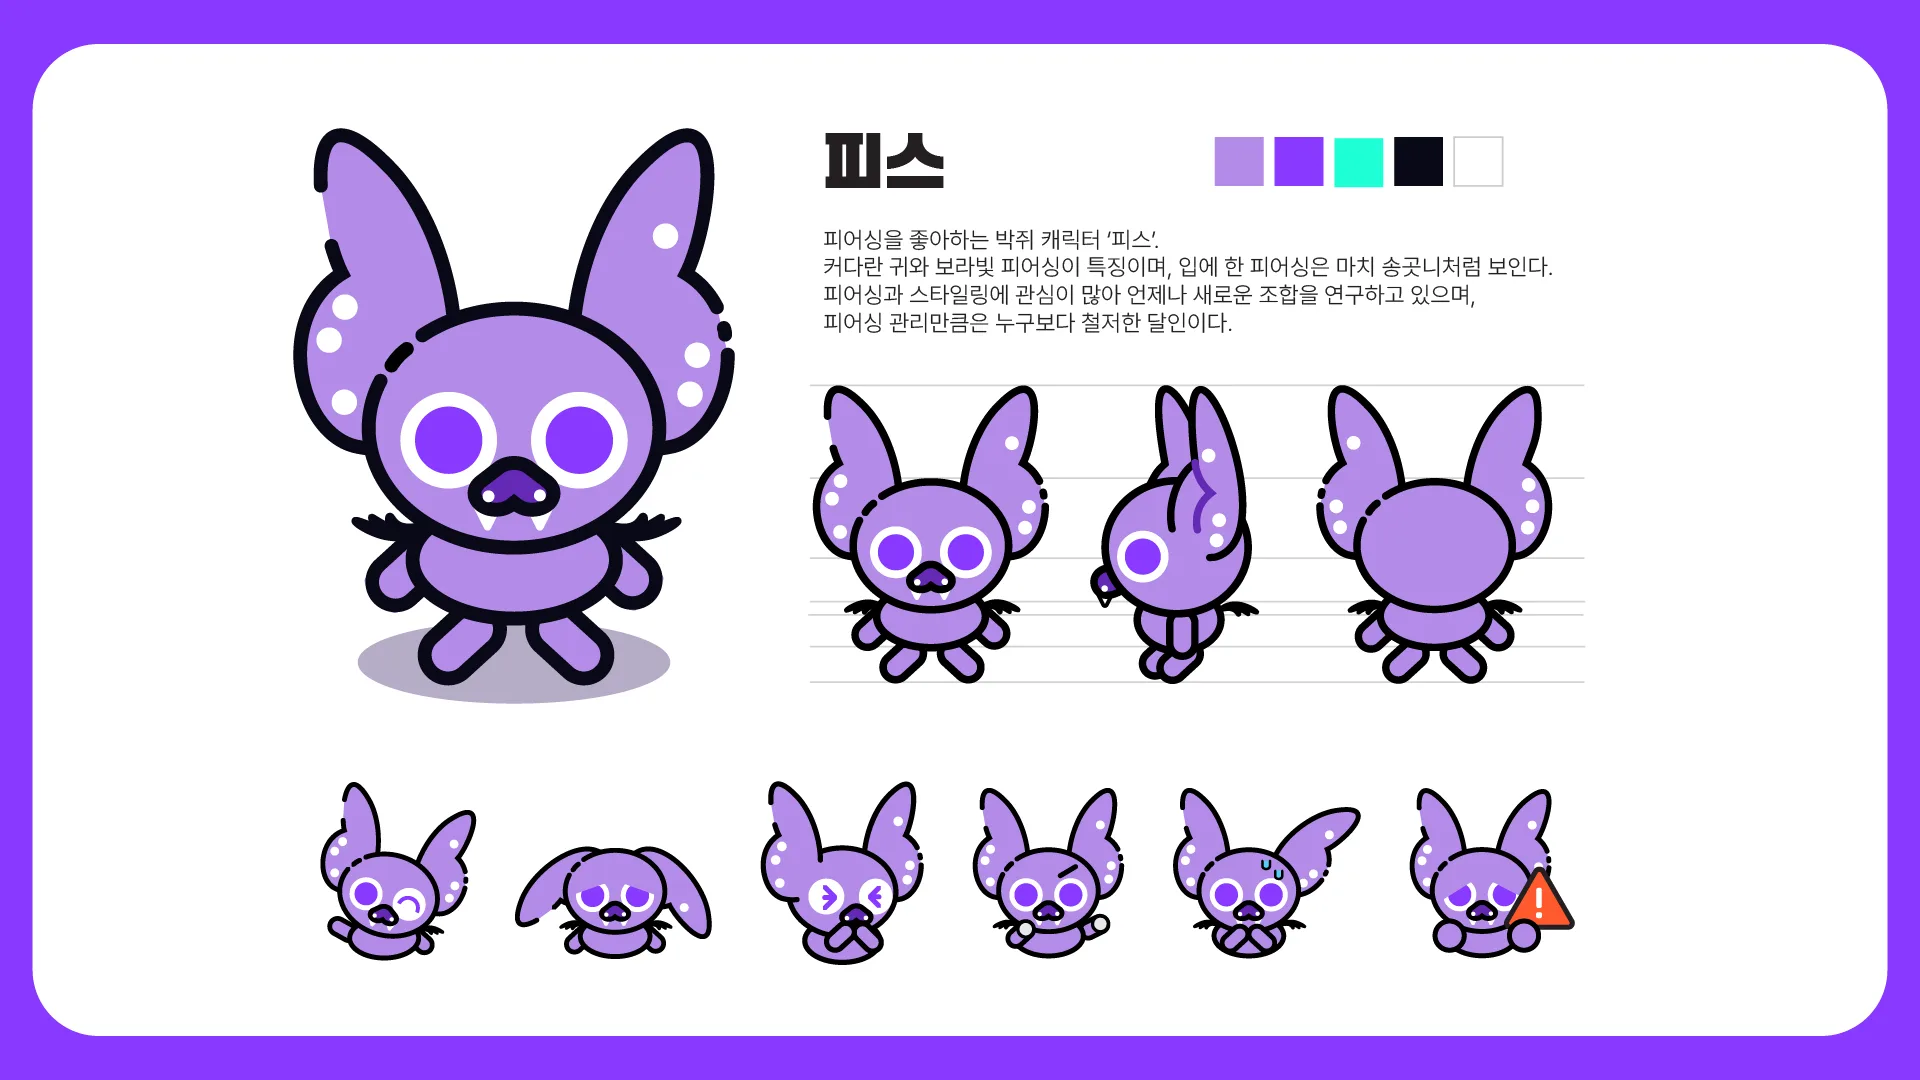 피스
피어싱을 좋아하는 박쥐 캐릭터 ‘피스’.
커다란 귀와 보라빛 피어싱이 특징이며, 입에 한 피어싱은 마치 송곳니처럼 보인다.
피어싱과 스타일링에 관심이 많아 언제나 새로운 조합을 연구하고 있으며,
피어싱 관리만큼은 누구보다 철저한 달인이다.
!